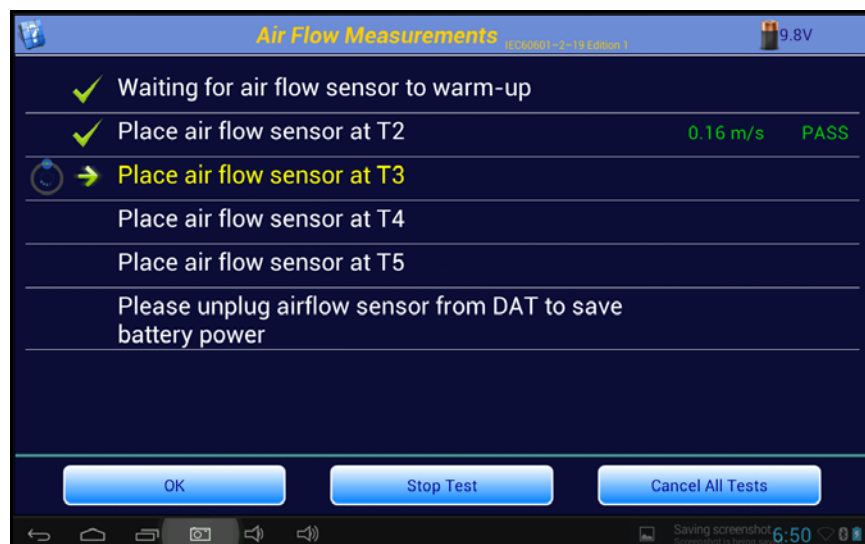 Air Flow Measurements IEC60601-2-19 Edition 1 9.8V
Waiting for air flow sensor to warm-up
Place air flow sensor at T2 0.16 m/s PASS
Place air flow sensor at T3
Place air flow sensor at T4
Place air flow sensor at T5
Please unplug airflow sensor from DAT to save
battery power
OK Stop Test Cancel All Tests
Saving screenshot 6:50
Screenshot is being